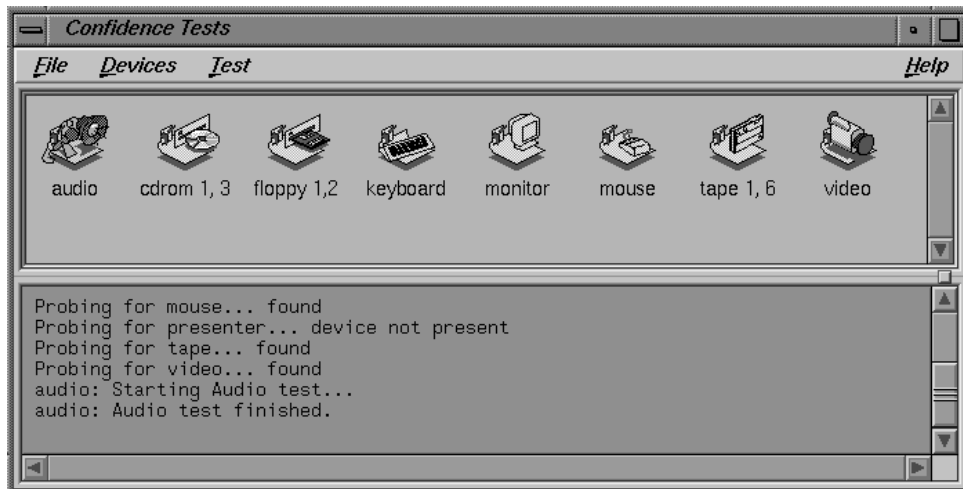 Confidence Tests
File Devices Test Help
audio cdrom 1, 3 floppy 1,2 keyboard monitor mouse tape 1, 6 video
Probing for mouse... found
Probing for presenter... device not present
Probing for tape... found
Probing for video... found
audio: Starting Audio test...
audio: Audio test finished.